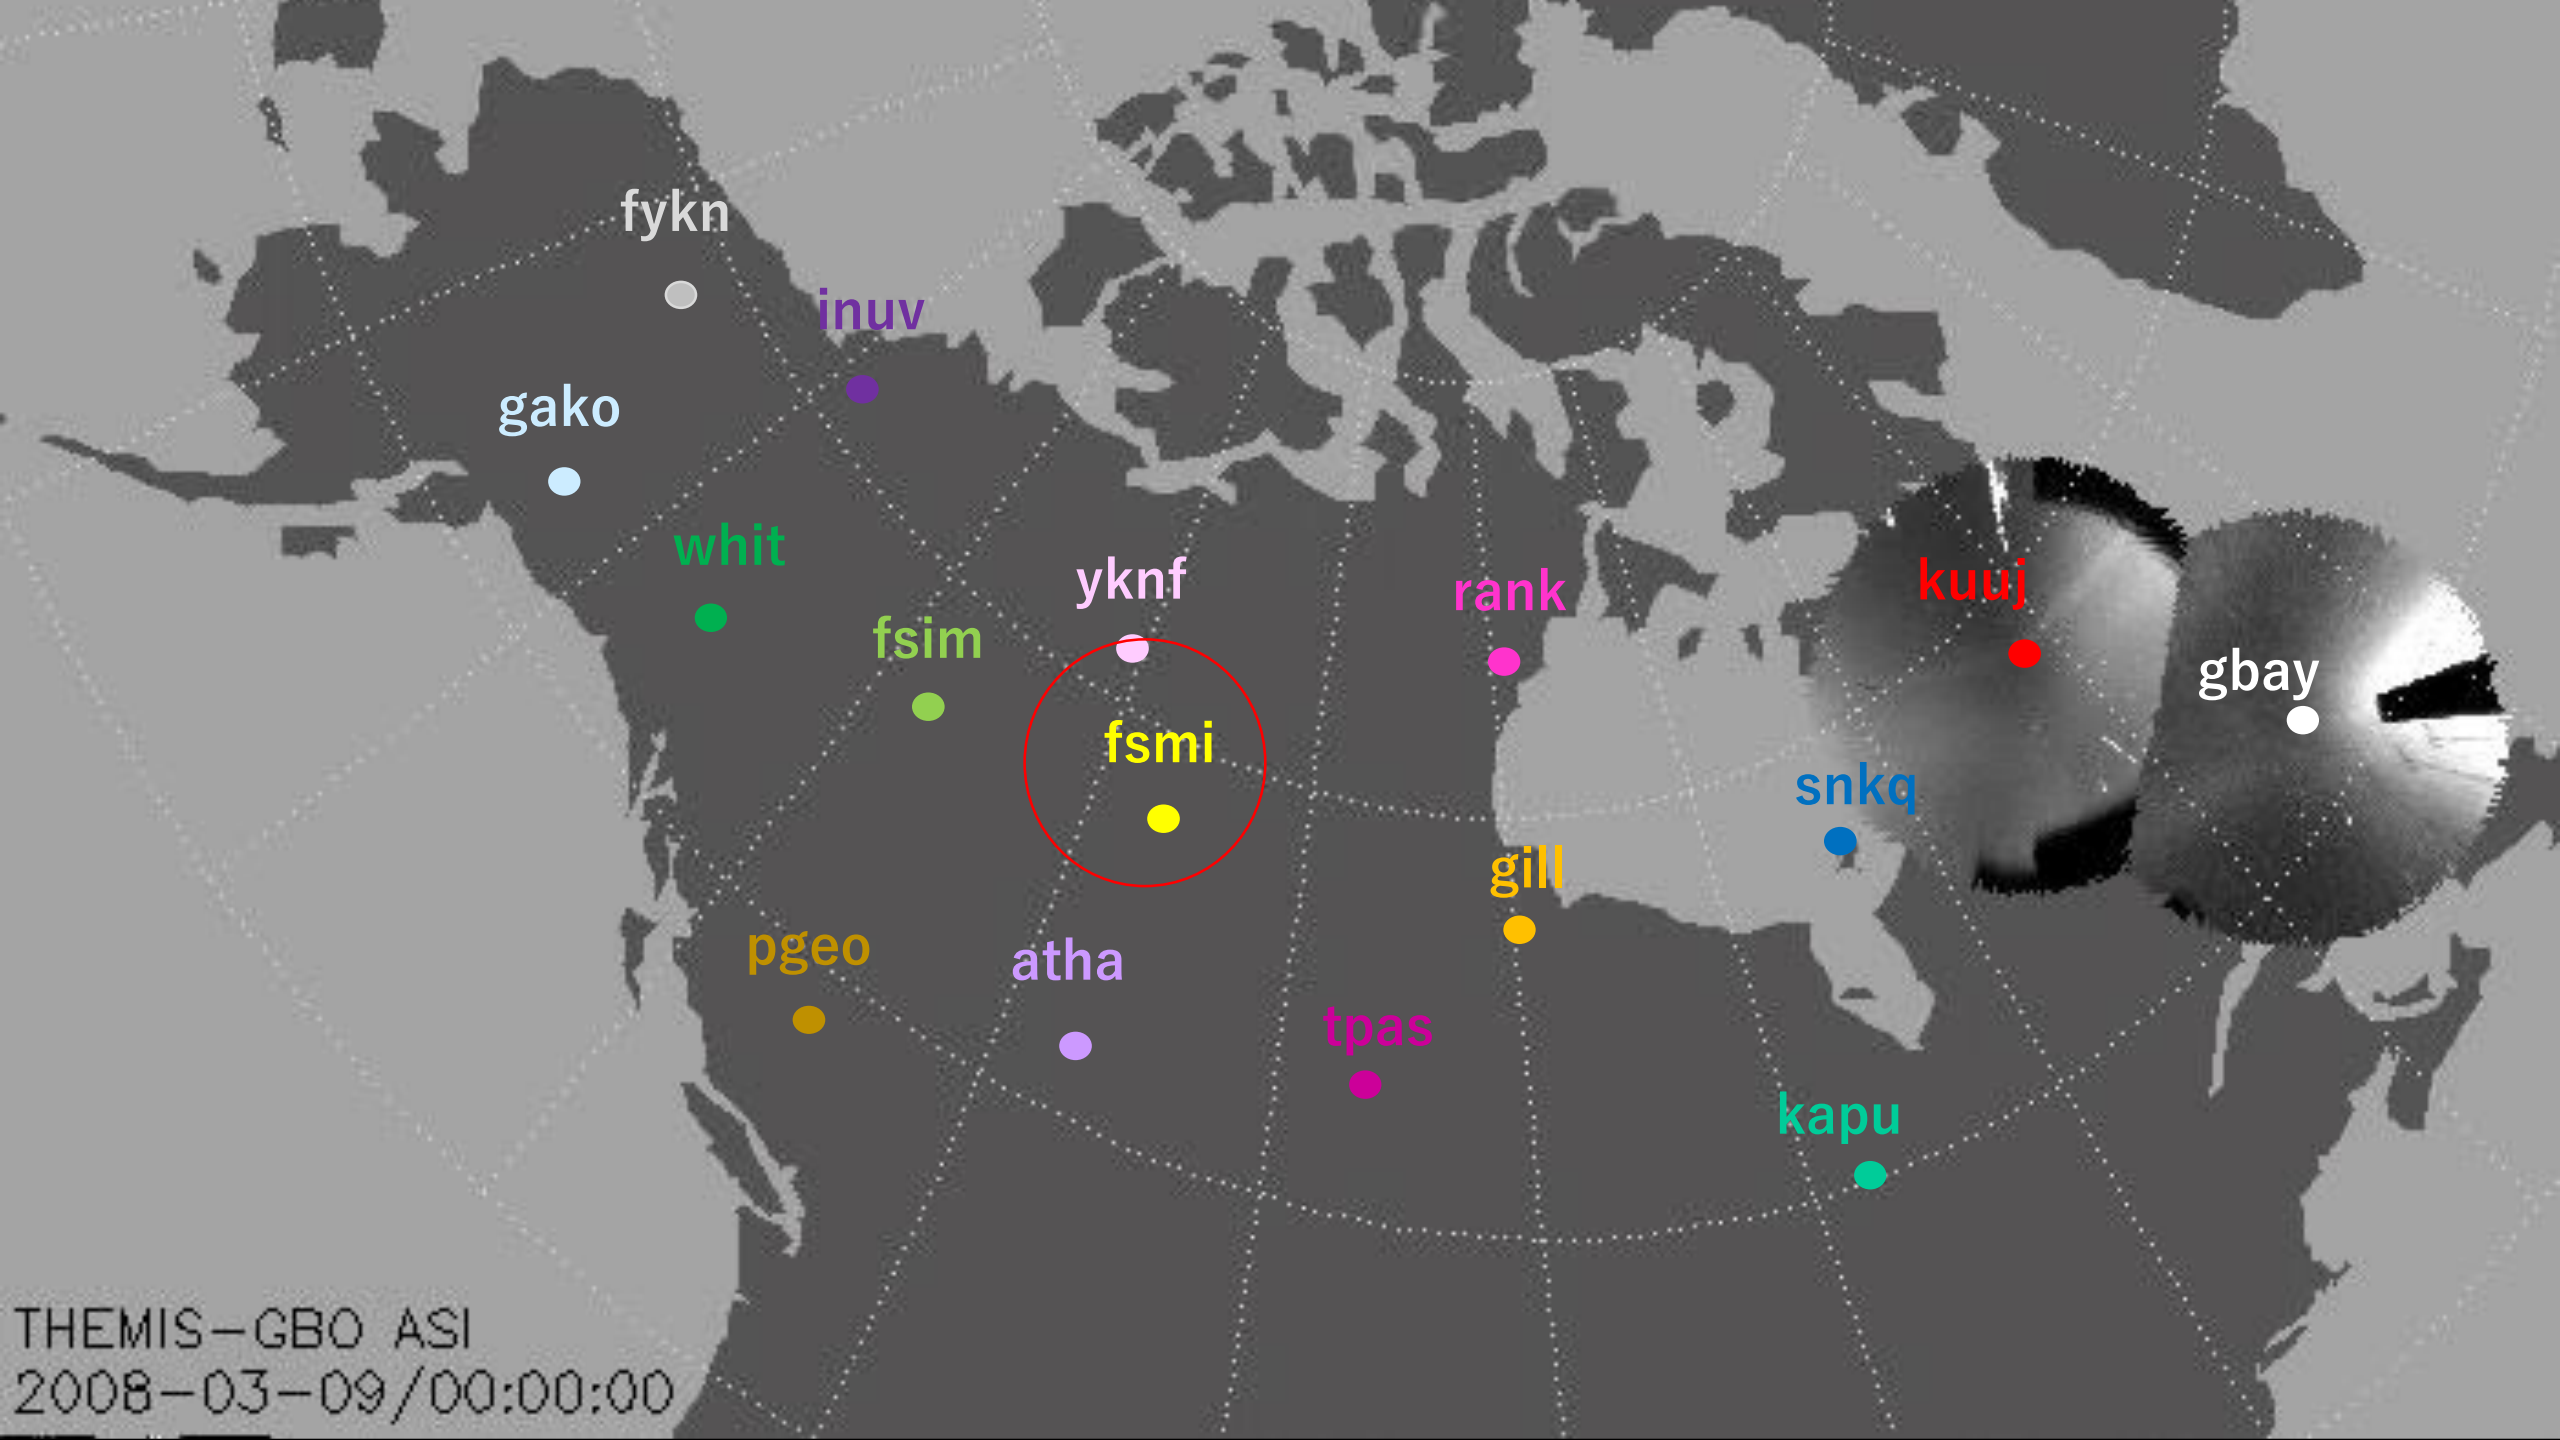 fykn
inuv
gako
whit
yknf
rank
kuuj
fsim
gbay
fsmi
snkq
gill
pgeo
atha
tpas
kapu
THEMIS-GBO ASI
2008-03-09/00:00:00